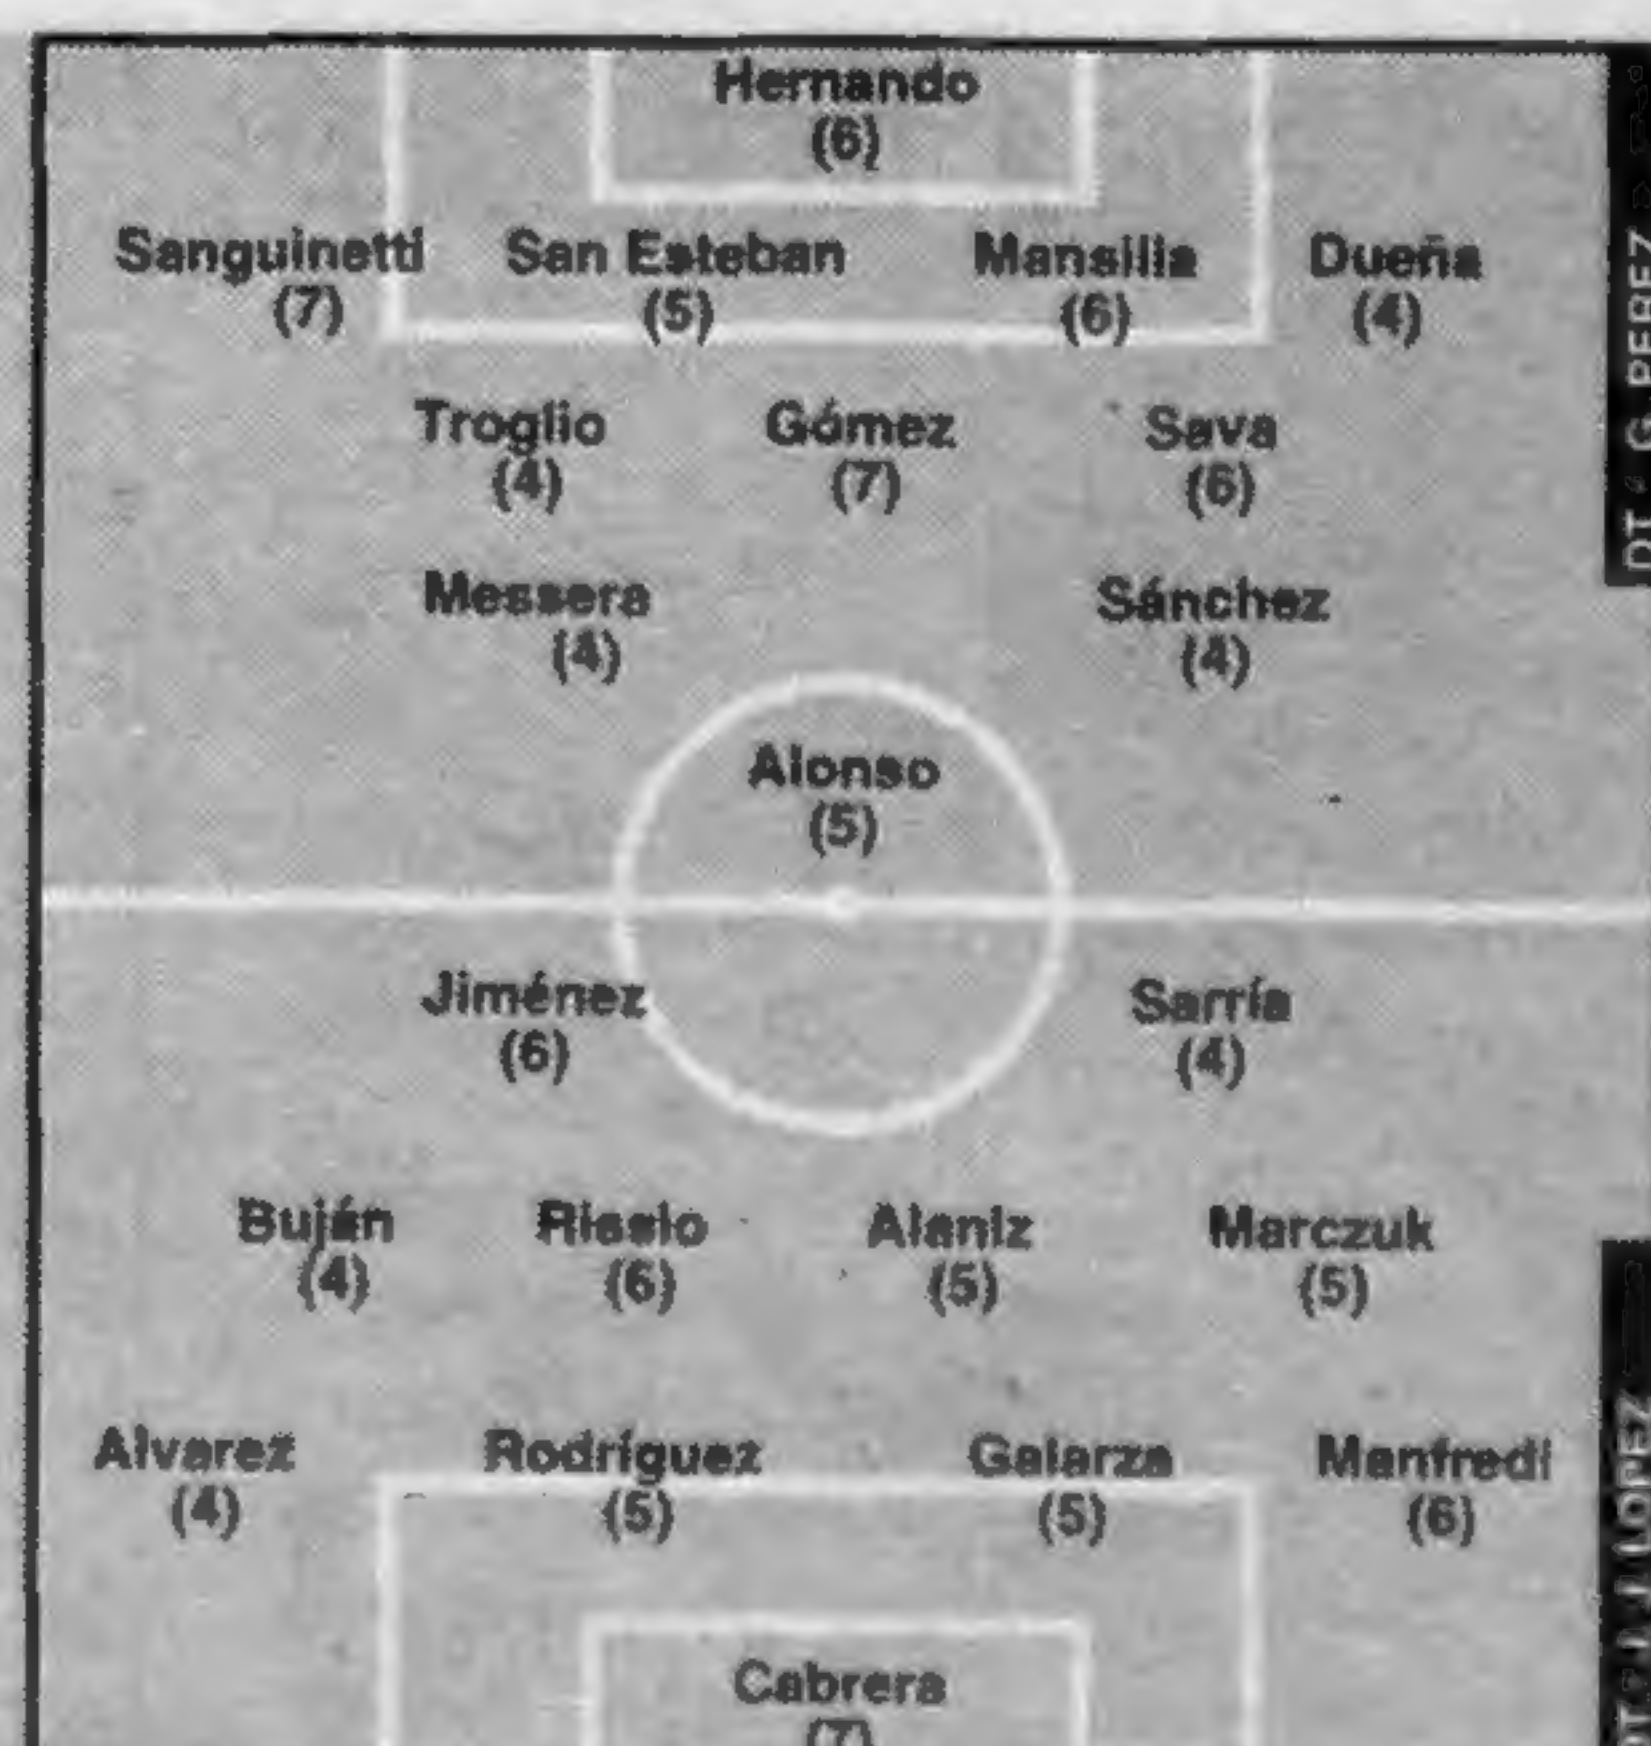 Hernando
(6)
Sanguinetti San Esteban Mansilla Dueña
(7) (5) (6) (4)
Troglio Gómez Sava
(4) (7) (6)
Messera Sánchez
(4) (4)
Alonso
(5)
Jiménez Sarría
(6) (4)
Buján Rissio Alaniz Marczuk
(4) (6) (5) (5)
Alvarez Rodríguez Galarza Manfredi
(4) (5) (5) (6)
Cabrera
(7)
DT: G. PEREZ
LOPEZ